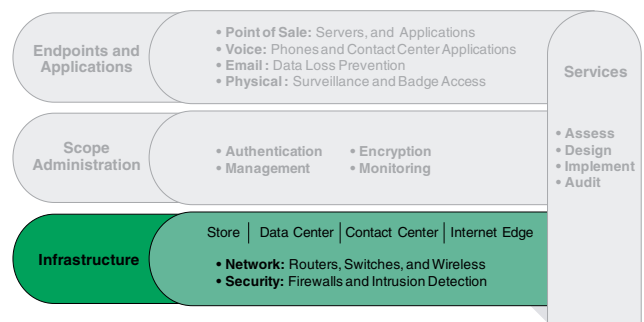 Endpoints and
Applications
• Point of Sale: Servers, and Applications
• Voice: Phones and Contact Center Applications
• Email : Data Loss Prevention
• Physical : Surveillance and Badge Access
Services
• Assess
• Design
• Implement
• Audit
Scope
Administration
• Authentication • Encryption
• Management • Monitoring
Infrastructure
Store | Data Center | Contact Center | Internet Edge
• Network: Routers, Switches, and Wireless
• Security: Firewalls and Intrusion Detection